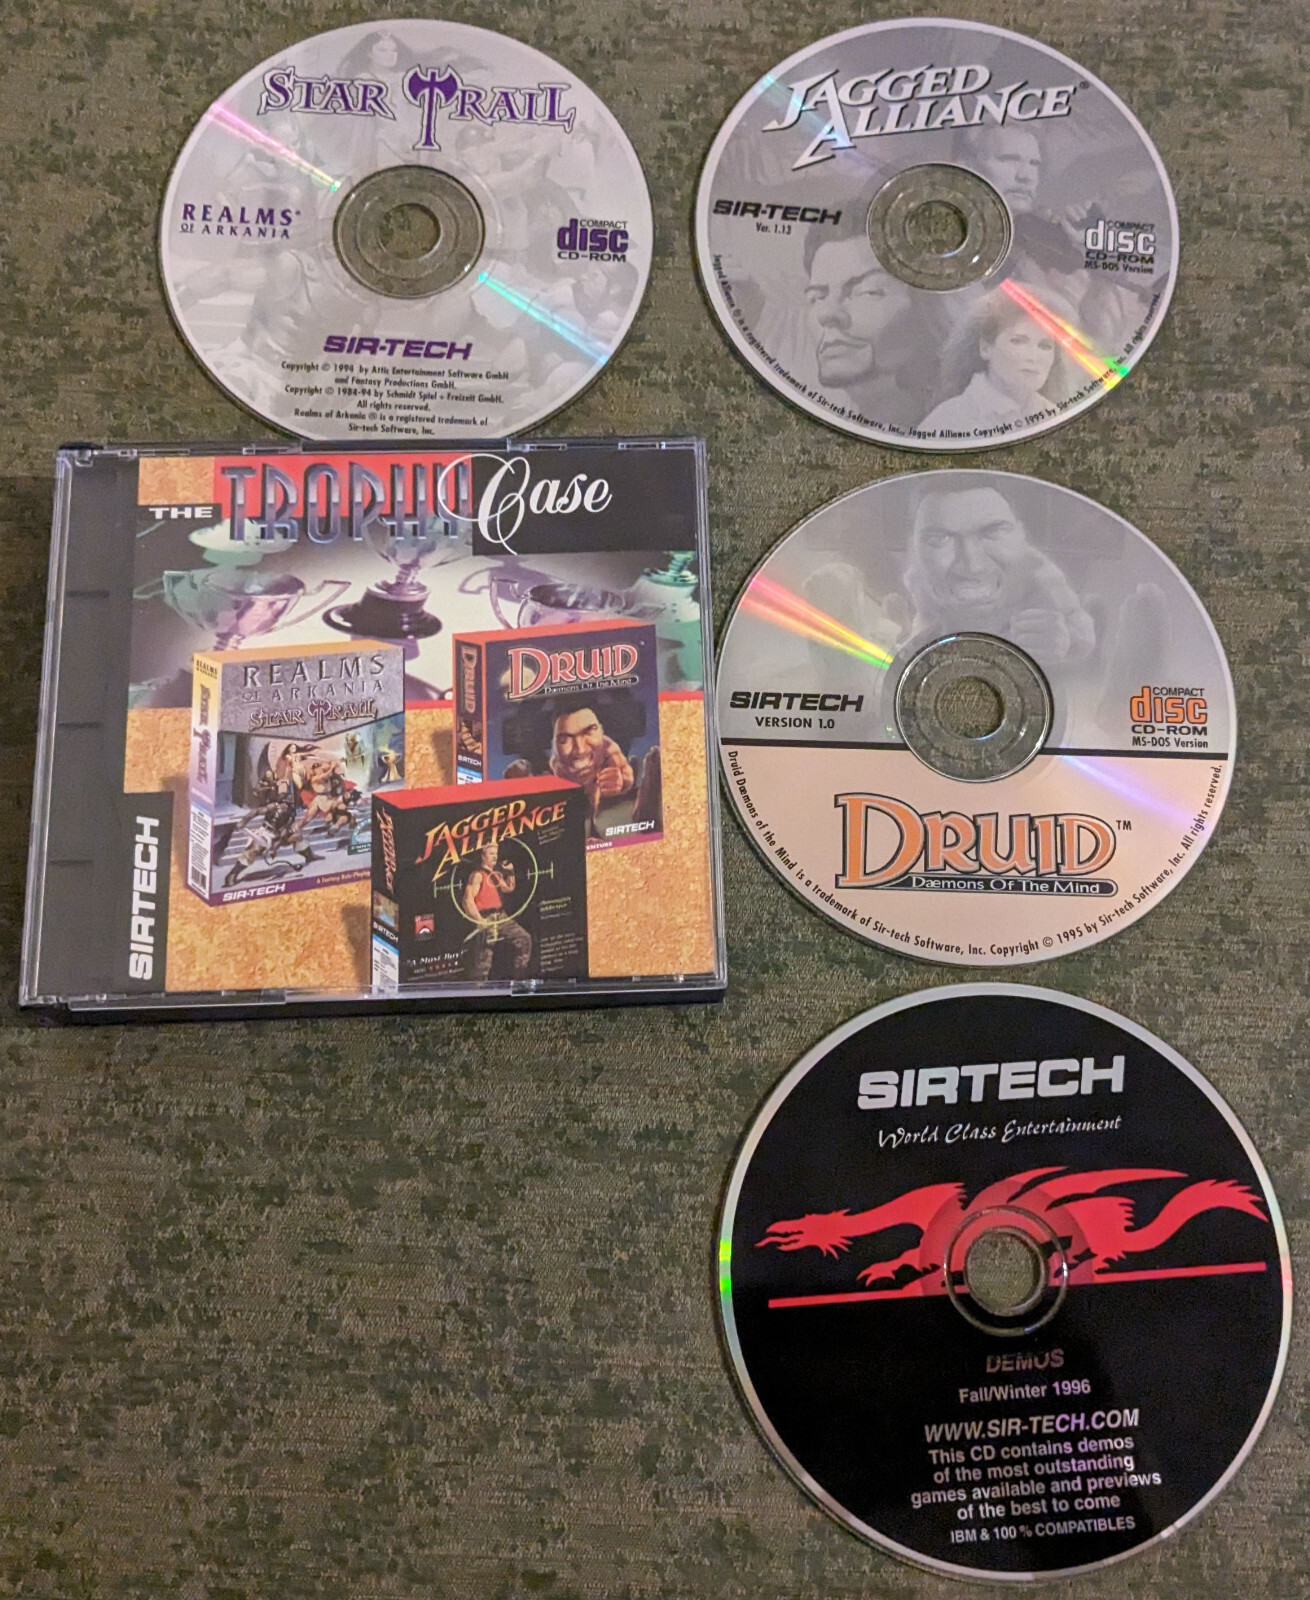 STAR TRAIL
REALMS®
OF ARKANIA
COMPACT
disc
CD-ROM
SIR-TECH
Copyright © 1994 by Attic Entertainment Software GmbH
and Fantasy Productions GmbH.
Copyright © 1984-94 by Schmidt Spiel + Freizeit GmbH.
All rights reserved.
Realms of Arkania ® is a registered trademark of
Sir-tech Software, Inc.
JAGGED
ALLIANCE®
SIR-TECH
Ver. 1.13
COMPACT
disc
CD-ROM
MS-DOS Version
Jagged Alliance ® is a registered trademark of Sir-tech Software, Inc., Jagged Alliance Copyright © 1995 by Sir-tech Software, Inc. All rights reserved.
THE TROPHY Case
REALMS
OF ARKANIA
STAR TRAIL
SIR-TECH
DRUID
DRUID
Dæmons Of The Mind
SIRTECH
SIRTECH
JAGGED
ALLIANCE
"A Must Buy!"
SIRTECH
SIRTECH
SIRTECH
VERSION 1.0
COMPACT
disc
CD-ROM
MS-DOS Version
DRUID™
Dæmons Of The Mind
Druid Dæmons of the Mind is a trademark of Sir-tech Software, Inc. Copyright © 1995 by Sir-tech Software, Inc. All rights reserved.
SIRTECH
World Class Entertainment
DEMOS
Fall/Winter 1996
WWW.SIR-TECH.COM
This CD contains demos
of the most outstanding
games available and previews
of the best to come
IBM & 100 % COMPATIBLES